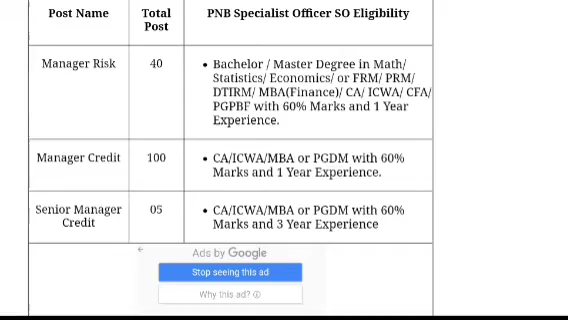 Post Name
Total
Post
PNB Specialist Officer SO Eligibility
Manager Risk
40
• Bachelor / Master Degree in Math/
Statistics/ Economics/ or FRM/ PRM/
DTIRM/ MBA(Finance)/ CA/ ICWA/ CFA/
PGPBF with 60% Marks and 1 Year
Experience.
Manager Credit
100
• CA/ICWA/MBA or PGDM with 60%
Marks and 1 Year Experience.
Senior Manager
Credit
05
• CA/ICWA/MBA or PGDM with 60%
Marks and 3 Year Experience
Ads by Google
Stop seeing this ad
Why this ad?